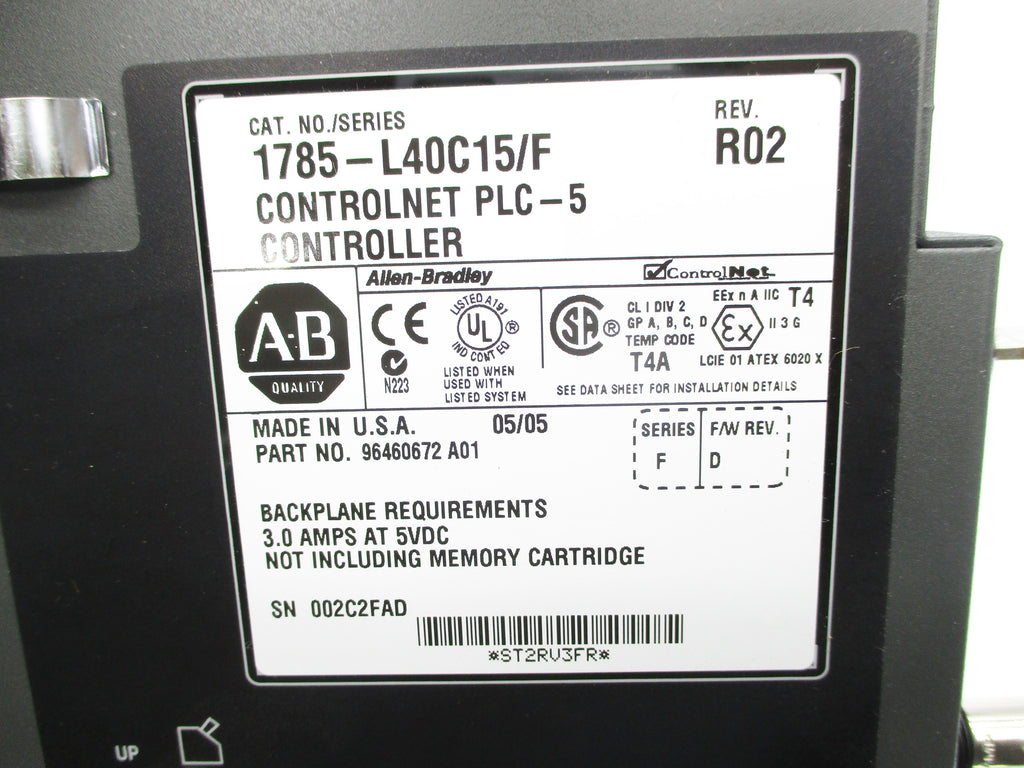 CAT. NO./SERIES
REV.
1785-L40C15/F
R02
CONTROLNET PLC-5
CONTROLLER
Allen-Bradley
ControlNet
A-B
QUALITY
CE
N223
LISTED A191
UL ®
IND CONT EQ
LISTED WHEN
USED WITH
LISTED SYSTEM
SA ®
CL I DIV 2
GP A, B, C, D
TEMP CODE
T4A
EEx n A IIC T4
Ex II 3 G
LCIE 01 ATEX 6020 X
SEE DATA SHEET FOR INSTALLATION DETAILS
MADE IN U.S.A. 05/05
PART NO. 96460672 A01
SERIES F/W REV.
F D
BACKPLANE REQUIREMENTS
3.0 AMPS AT 5VDC
NOT INCLUDING MEMORY CARTRIDGE
SN 002C2FAD
*ST2RV3FR*
UP